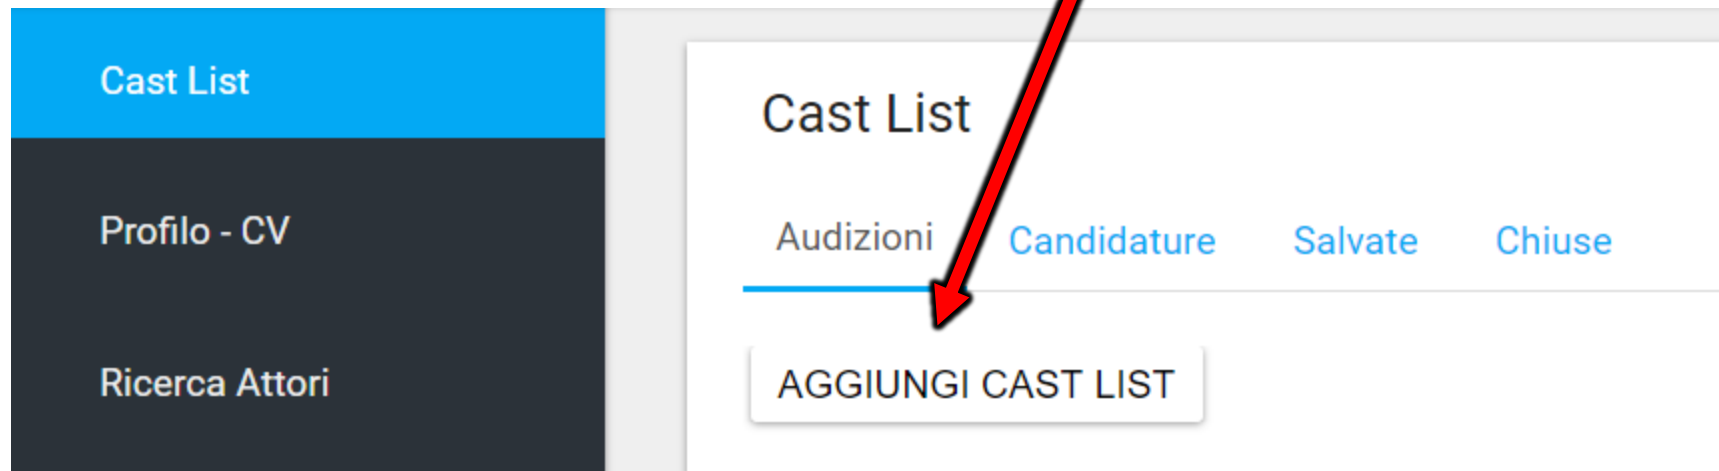 Cast List
Profilo - CV
Ricerca Attori
Cast List
Audizioni Candidature Salvate Chiuse
AGGIUNGI CAST LIST